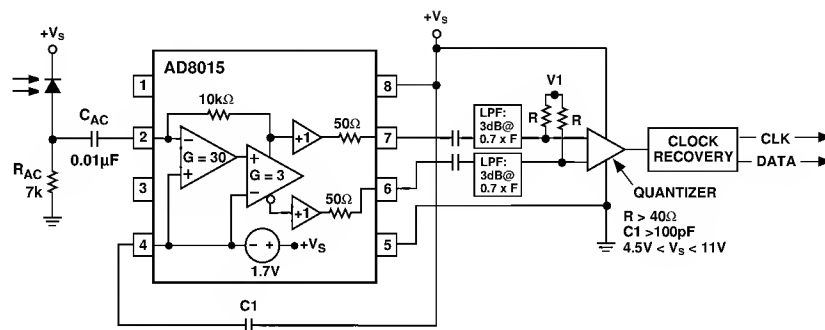 +VS
CAC
0.01µF
RAC
7k
AD8015
1
2
3
4
10kΩ
−
+
G = 30
+
−
G = 3
+1
50Ω
+1
50Ω
− +
+VS
1.7V
8
7
6
5
C1
+VS
LPF:
3dB@
0.7 x F
LPF:
3dB@
0.7 x F
V1
R
R
CLOCK
RECOVERY
CLK
DATA
QUANTIZER
R > 40Ω
C1 >100pF
4.5V < VS < 11V